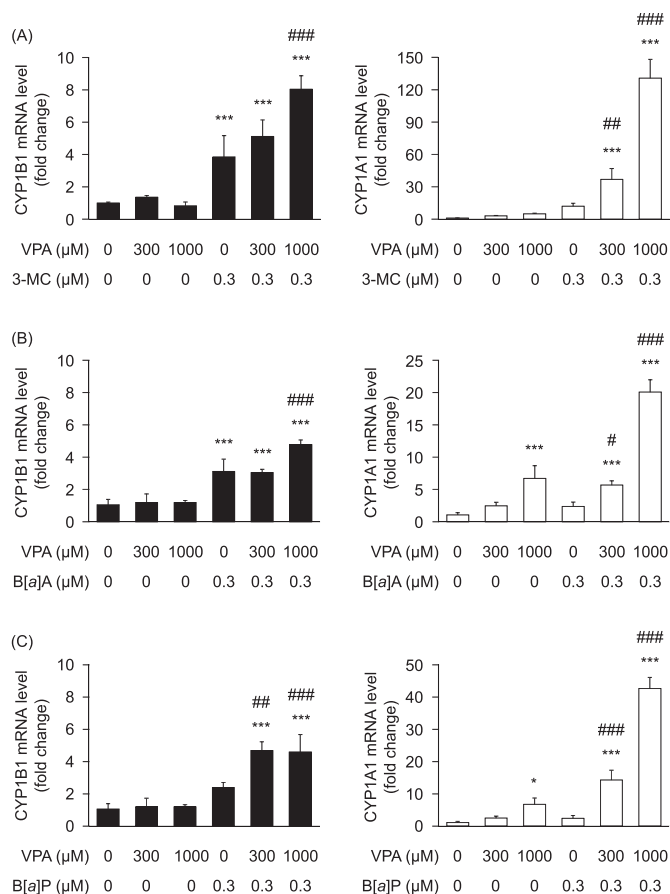 (A)
CYP1B1 mRNA level
(fold change)
10
8
6
4
2
0
***
***
***
###
VPA (µM) 0 300 1000 0 300 1000
3-MC (µM) 0 0 0 0.3 0.3 0.3
CYP1A1 mRNA level
(fold change)
150
120
90
60
30
0
##
***
###
***
VPA (µM) 0 300 1000 0 300 1000
3-MC (µM) 0 0 0 0.3 0.3 0.3
(B)
CYP1B1 mRNA level
(fold change)
10
8
6
4
2
0
***
***
###
***
VPA (µM) 0 300 1000 0 300 1000
B[a]A (µM) 0 0 0 0.3 0.3 0.3
CYP1A1 mRNA level
(fold change)
25
20
15
10
5
0
***
#
***
###
***
VPA (µM) 0 300 1000 0 300 1000
B[a]A (µM) 0 0 0 0.3 0.3 0.3
(C)
CYP1B1 mRNA level
(fold change)
10
8
6
4
2
0
##
***
###
***
VPA (µM) 0 300 1000 0 300 1000
B[a]P (µM) 0 0 0 0.3 0.3 0.3
CYP1A1 mRNA level
(fold change)
50
40
30
20
10
0
*
###
***
###
***
VPA (µM) 0 300 1000 0 300 1000
B[a]P (µM) 0 0 0 0.3 0.3 0.3